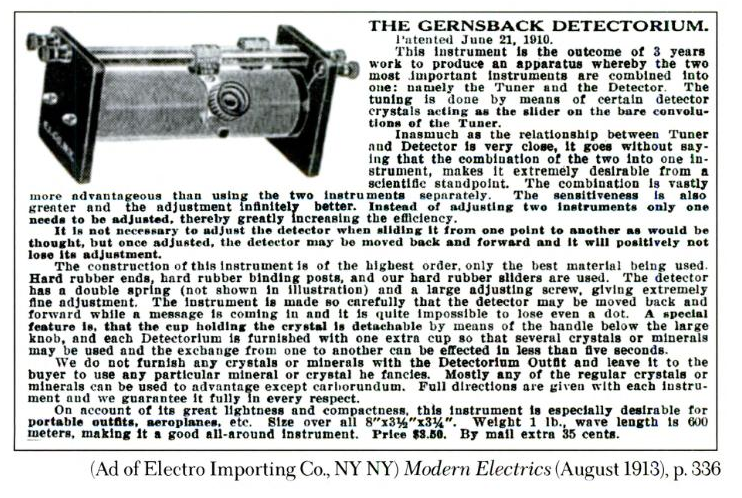 THE GERNSBACK DETECTORIUM.
Patented June 21, 1910.
This instrument is the outcome of 3 years
work to produce an apparatus whereby the two
most important instruments are combined into
one: namely the Tuner and the Detector. The
tuning is done by means of certain detector
crystals acting as the slider on the bare convolu-
tions of the Tuner.
Inasmuch as the relationship between Tuner
and Detector is very close, it goes without say-
ing that the combination of the two into one in-
strument, makes it extremely desirable from a
scientific standpoint. The combination is vastly
more advantageous than using the two instruments separately. The sensitiveness is also
greater and the adjustment infinitely better. Instead of adjusting two instruments only one
needs to be adjusted, thereby greatly increasing the efficiency.
It is not necessary to adjust the detector when sliding it from one point to another as would be
thought, but once adjusted, the detector may be moved back and forward and it will positively not
lose its adjustment.
The construction of this instrument is of the highest order, only the best material being used.
Hard rubber ends, hard rubber binding posts, and our hard rubber sliders are used. The detector
has a double spring (not shown in illustration) and a large adjusting screw, giving extremely
fine adjustment. The instrument is made so carefully that the detector may be moved back and
forward while a message is coming in and it is quite impossible to lose even a dot. A special
feature is, that the cup holding the crystal is detachable by means of the handle below the large
knob, and each Detectorium is furnished with one extra cup so that several crystals or minerals
may be used and the exchange from one to another can be effected in less than five seconds.
We do not furnish any crystals or minerals with the Detectorium Outfit and leave it to the
buyer to use any particular mineral or crystal he fancies. Mostly any of the regular crystals or
minerals can be used to advantage except carborundum. Full directions are given with each instru-
ment and we guarantee it fully in every respect.
On account of its great lightness and compactness, this instrument is especially desirable for
portable outfits, aeroplanes, etc. Size over all 8"x3½"x3¼". Weight 1 lb., wave length is 600
meters, making it a good all-around instrument. Price $3.50. By mail extra 35 cents.
(Ad of Electro Importing Co., NY NY) Modern Electrics (August 1913), p. 336